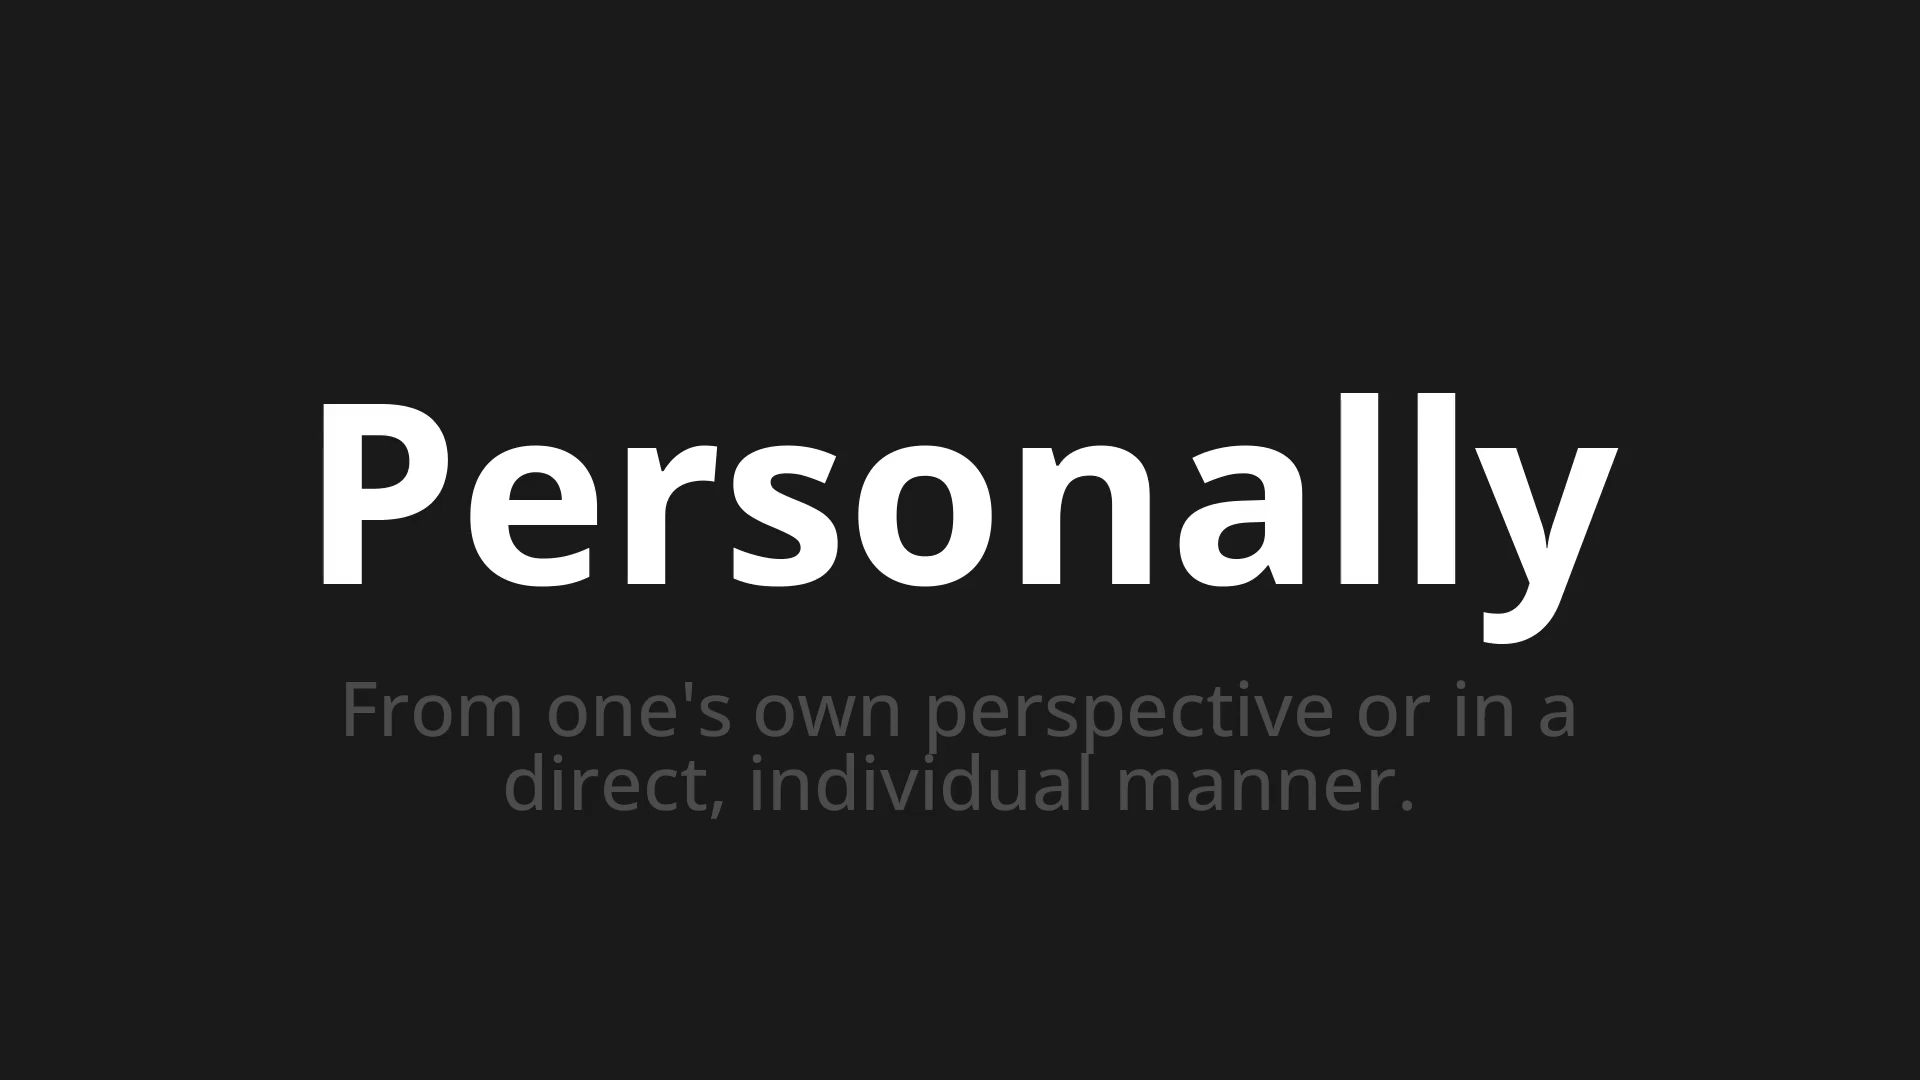 Personally
From one's own perspective or in a
direct, individual manner.